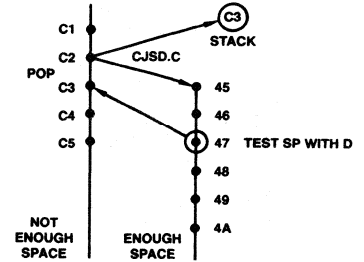 C1
C3
STACK
C2
CJSD.C
POP
C3
45
C4
46
C5
47
TEST SP WITH D
48
49
4A
NOT
ENOUGH
SPACE
ENOUGH
SPACE